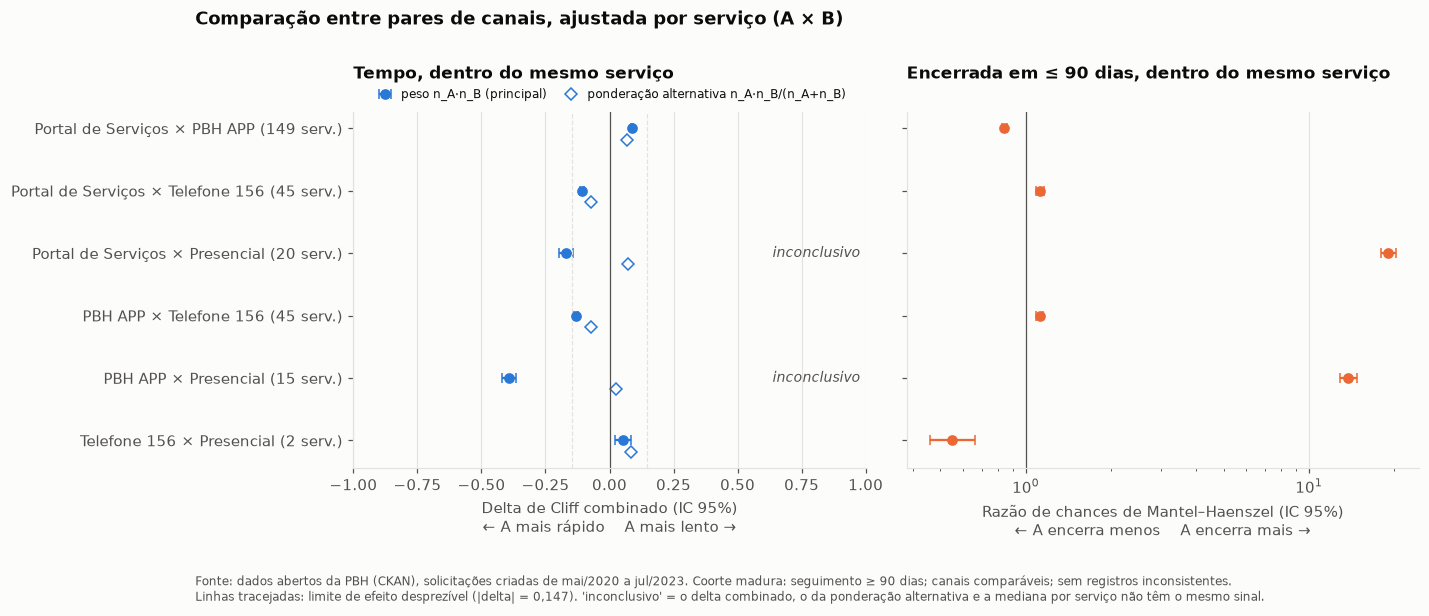 Comparação entre pares de canais, ajustada por serviço (A × B)
Tempo, dentro do mesmo serviço
peso n_A·n_B (principal)
ponderação alternativa n_A·n_B/(n_A+n_B)
Portal de Serviços × PBH APP (149 serv.)
Portal de Serviços × Telefone 156 (45 serv.)
Portal de Serviços × Presencial (20 serv.)
inconclusivo
PBH APP × Telefone 156 (45 serv.)
PBH APP × Presencial (15 serv.)
inconclusivo
Telefone 156 × Presencial (2 serv.)
−1.00 −0.75 −0.50 −0.25 0.00 0.25 0.50 0.75 1.00
Delta de Cliff combinado (IC 95%)
← A mais rápido A mais lento →
Encerrada em ≤ 90 dias, dentro do mesmo serviço
10⁰ 10¹
Razão de chances de Mantel–Haenszel (IC 95%)
← A encerra menos A encerra mais →
Fonte: dados abertos da PBH (CKAN), solicitações criadas de mai/2020 a jul/2023. Coorte madura: seguimento ≥ 90 dias; canais comparáveis; sem registros inconsistentes.
Linhas tracejadas: limite de efeito desprezível (|delta| = 0,147). 'inconclusivo' = o delta combinado, o da ponderação alternativa e a mediana por serviço não têm o mesmo sinal.